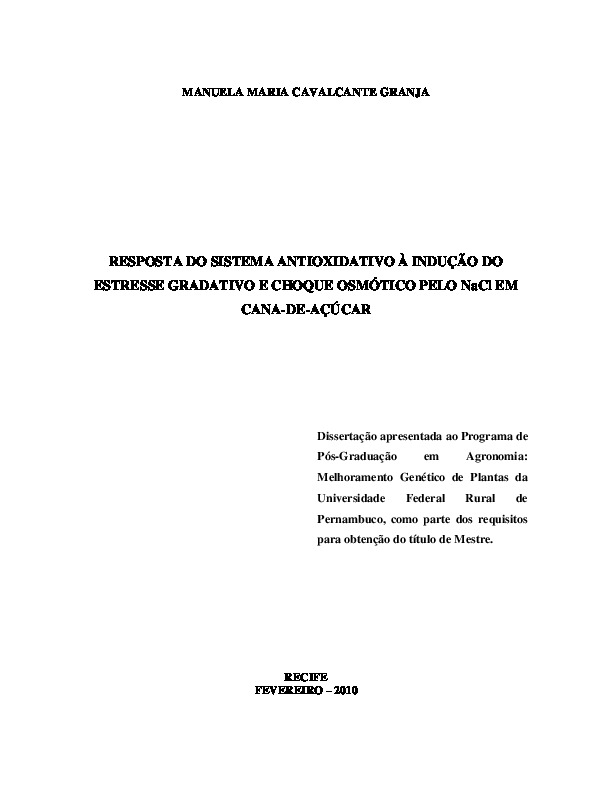 MANUELA MARIA CAVALCANTE GRANJA
RESPOSTA DO SISTEMA ANTIOXIDATIVO À INDUÇÃO DO
ESTRESSE GRADATIVO E CHOQUE OSMÓTICO PELO NaCl EM
CANA-DE-AÇÚCAR
Dissertação apresentada ao Programa de
Pós-Graduação em Agronomia:
Melhoramento Genético de Plantas da
Universidade Federal Rural de
Pernambuco, como parte dos requisitos
para obtenção do título de Mestre.
RECIFE
FEVEREIRO – 2010